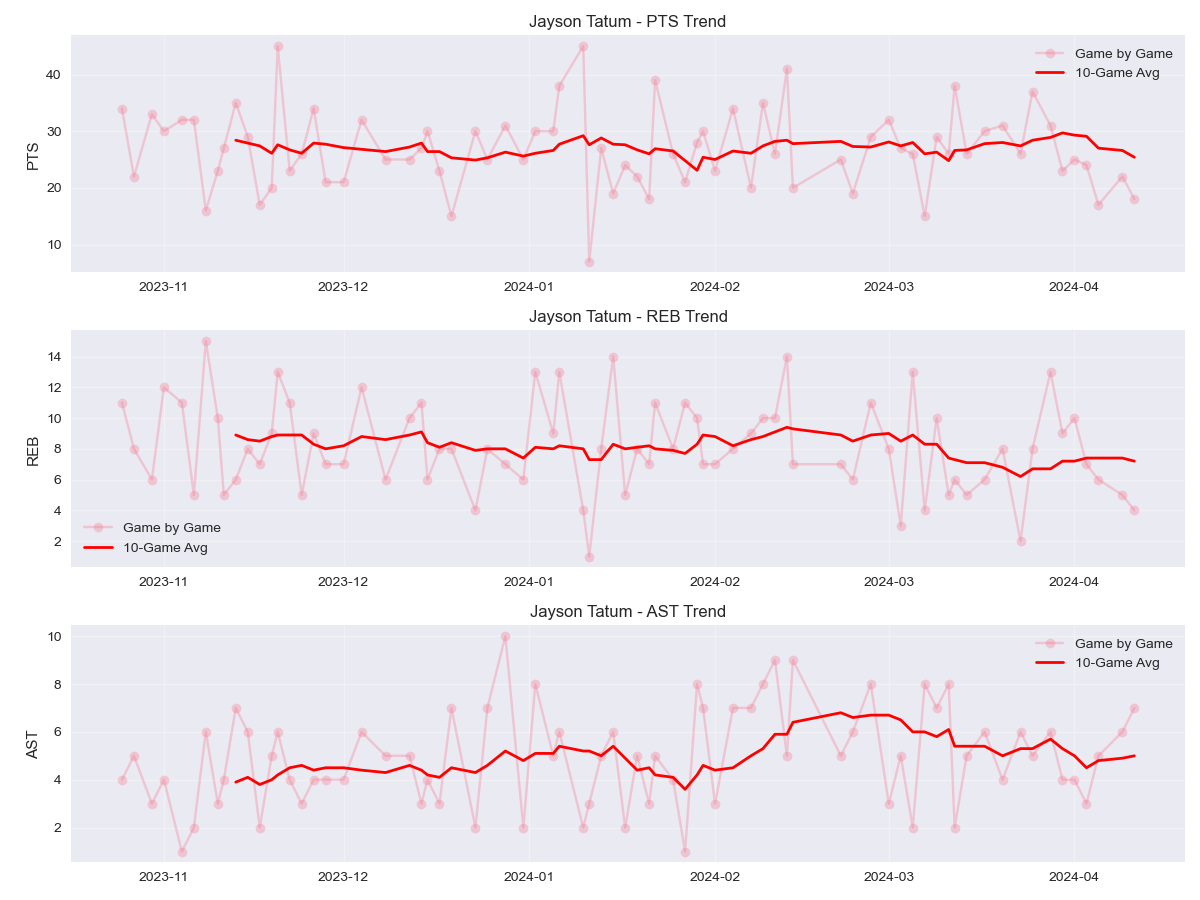 Jayson Tatum - PTS Trend
PTS
40
30
20
10
Game by Game
10-Game Avg
2023-11
2023-12
2024-01
2024-02
2024-03
2024-04
Jayson Tatum - REB Trend
REB
14
12
10
8
6
4
2
Game by Game
10-Game Avg
2023-11
2023-12
2024-01
2024-02
2024-03
2024-04
Jayson Tatum - AST Trend
AST
10
8
6
4
2
Game by Game
10-Game Avg
2023-11
2023-12
2024-01
2024-02
2024-03
2024-04